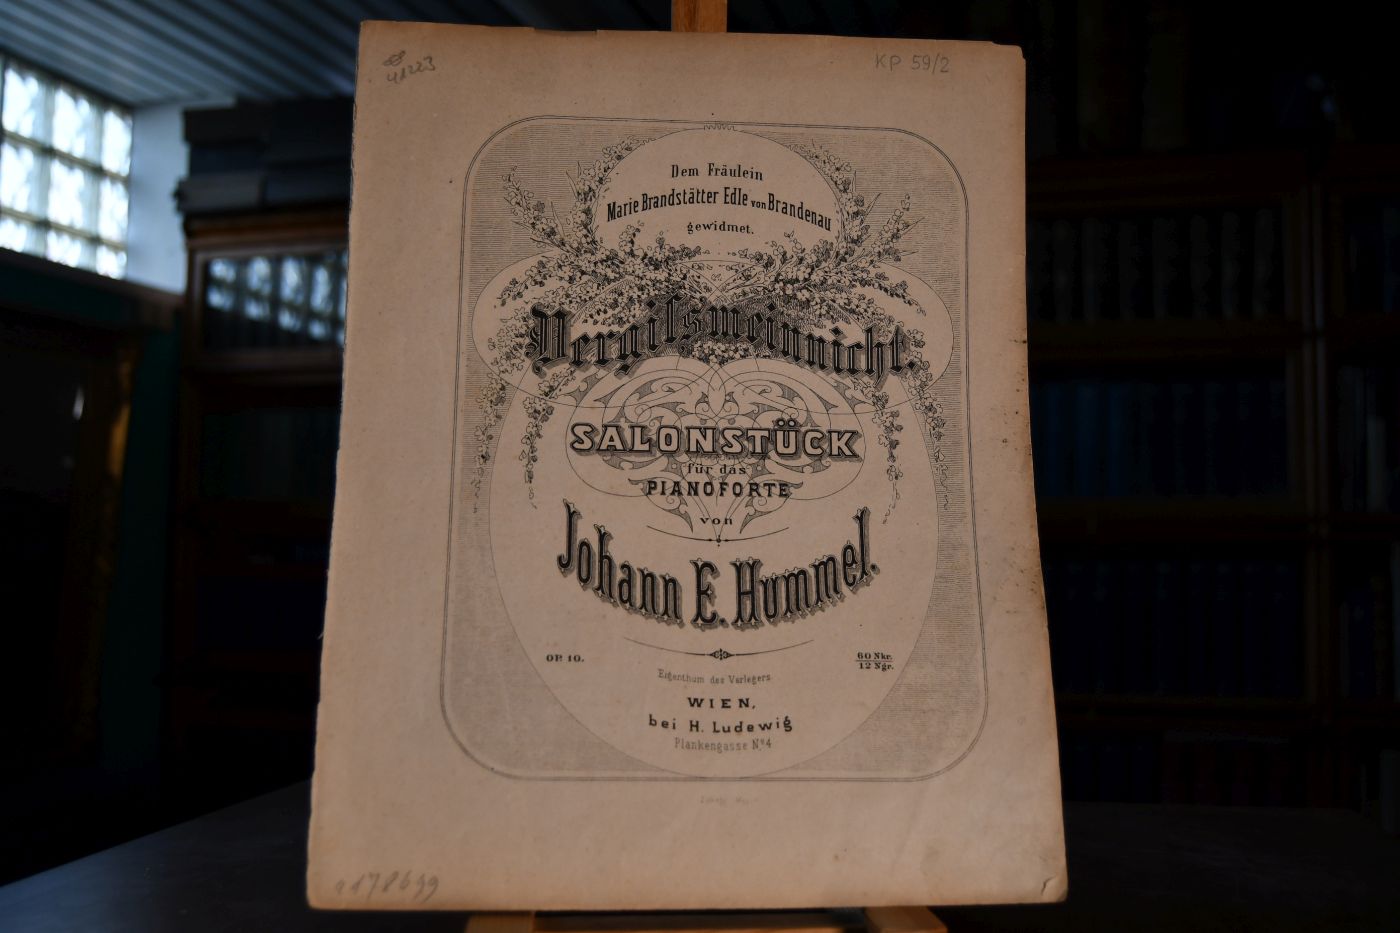 41223
KP 59/2
Dem Fräulein
Marie Brandstätter Edle von Brandenau
gewidmet.
Vergißmeinnicht.
SALONSTÜCK
für das
PIANOFORTE
von
Johann E. Hummel.
OP. 10.
60 Nkr.
12 Ngr.
Eigenthum des Verlegers
WIEN,
bei H. Ludewig
Plankengasse No. 4